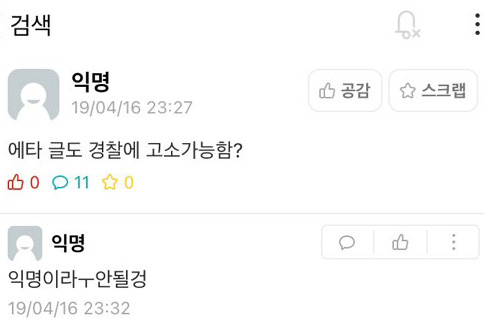 검색
익명
19/04/16 23:27
공감
스크랩
에타 글도 경찰에 고소가능함?
0 11 0
익명
익명이라ㅜ안될겅
19/04/16 23:32